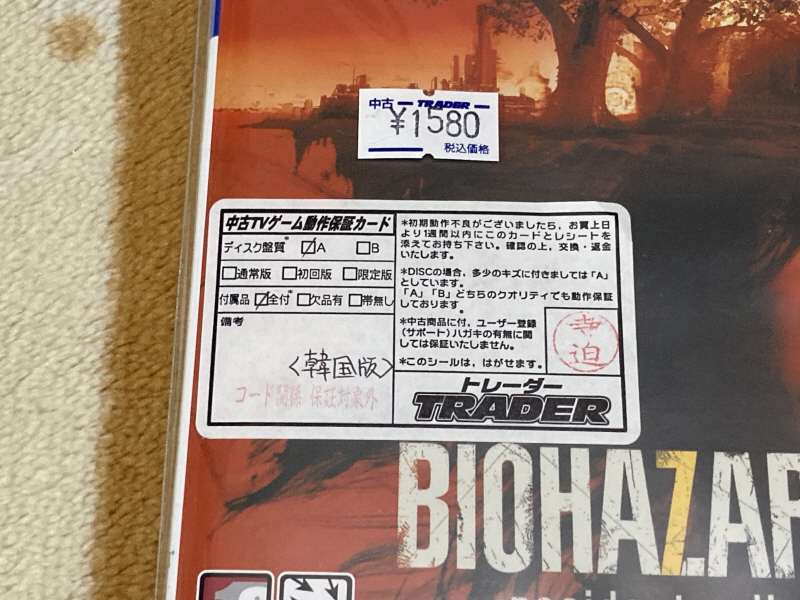 中古 TRADER
¥1580
税込価格
中古TVゲーム動作保証カード
ディスク盤質* ☑A □B
□通常版 □初回版 □限定版
付属品 ☑全付* □欠品有 □帯無し
備考
<韓国版>
コード関係 保証対象外
*初期動作不良がございましたら、お買上日
より1週間以内にこのカードとレシートを
添えてお持ち下さい。確認の上，交換・返金
いたします。
*DISCの場合，多少のキズに付きましては「A」
としています。
「A」「B」どちらのクオリティでも動作保証
しております。
*中古商品に付，ユーザー登録
(サポート)ハガキの有無に関
しては保証いたしません。
*このシールは，はがせます。
寺迫
トレーダー
TRADER
BIOHAZAR